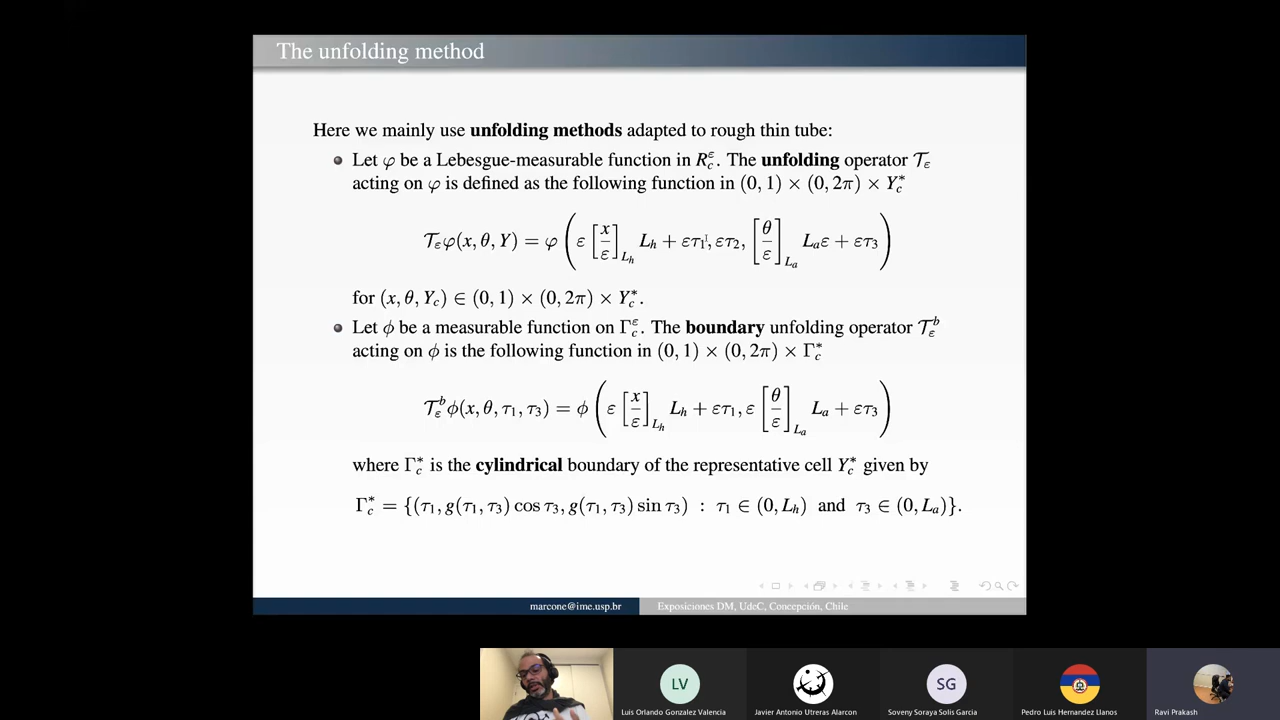 The unfolding method
Here we mainly use unfolding methods adapted to rough thin tube:
Let φ be a Lebesgue-measurable function in R_c^ε. The unfolding operator 𝒯_ε
acting on φ is defined as the following function in (0, 1) × (0, 2π) × Y_c^*
𝒯_ε φ(x, θ, Y) = φ ( ε [x/ε]_{L_h} L_h + ετ_1, ετ_2, [θ/ε]_{L_a} L_a ε + ετ_3 )
for (x, θ, Y_c) ∈ (0, 1) × (0, 2π) × Y_c^*.
Let ϕ be a measurable function on Γ_c^ε. The boundary unfolding operator 𝒯_ε^b
acting on ϕ is the following function in (0, 1) × (0, 2π) × Γ_c^*
𝒯_ε^b ϕ(x, θ, τ_1, τ_3) = ϕ ( ε [x/ε]_{L_h} L_h + ετ_1, ε [θ/ε]_{L_a} L_a + ετ_3 )
where Γ_c^* is the cylindrical boundary of the representative cell Y_c^* given by
Γ_c^* = {(τ_1, g(τ_1, τ_3) cos τ_3, g(τ_1, τ_3) sin τ_3) : τ_1 ∈ (0, L_h) and τ_3 ∈ (0, L_a)}.
marcone@ime.usp.br
Exposiciones DM, UdeC, Concepción, Chile
LV
SG
Luis Orlando Gonzalez Valencia
Javier Antonio Utreras Alarcon
Soveny Soraya Solis Garcia
Pedro Luis Hernandez Llanos
Ravi Prakash